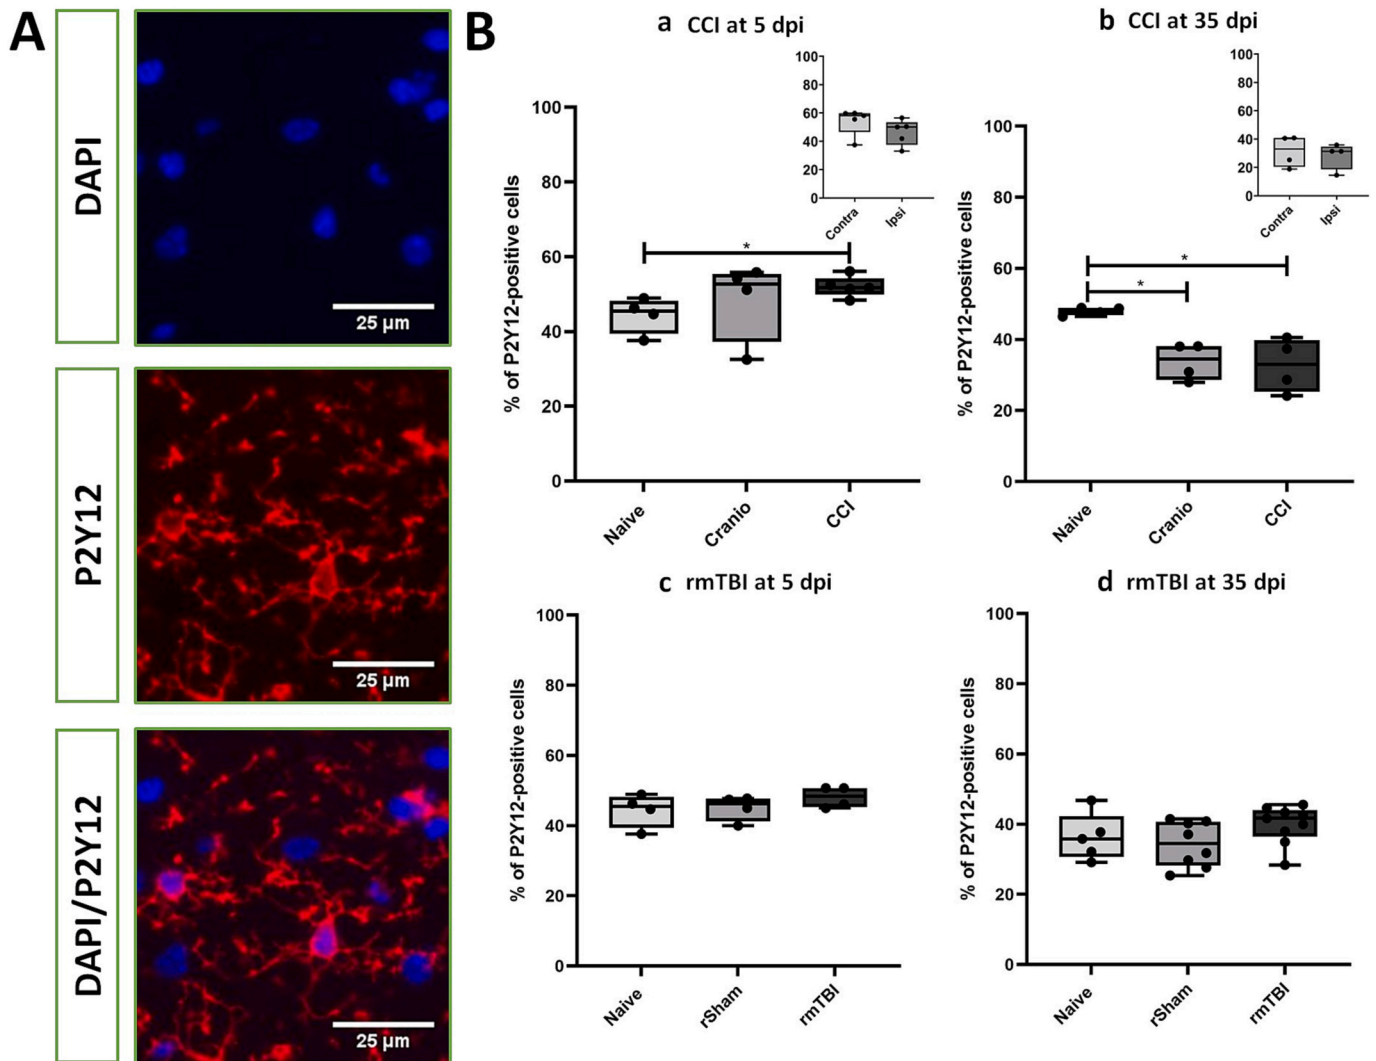 A
DAPI
25 µm
P2Y12
25 µm
DAPI/P2Y12
25 µm
B
a CCI at 5 dpi
% of P2Y12-positive cells
100
80
60
40
20
0
*
Naive
Cranio
CCI
100
80
60
40
20
0
Contra
Ipsi
b CCI at 35 dpi
% of P2Y12-positive cells
100
80
60
40
20
0
*
*
Naive
Cranio
CCI
100
80
60
40
20
0
Contra
Ipsi
c rmTBI at 5 dpi
% of P2Y12-positive cells
100
80
60
40
20
0
Naive
rSham
rmTBI
d rmTBI at 35 dpi
% of P2Y12-positive cells
100
80
60
40
20
0
Naive
rSham
rmTBI